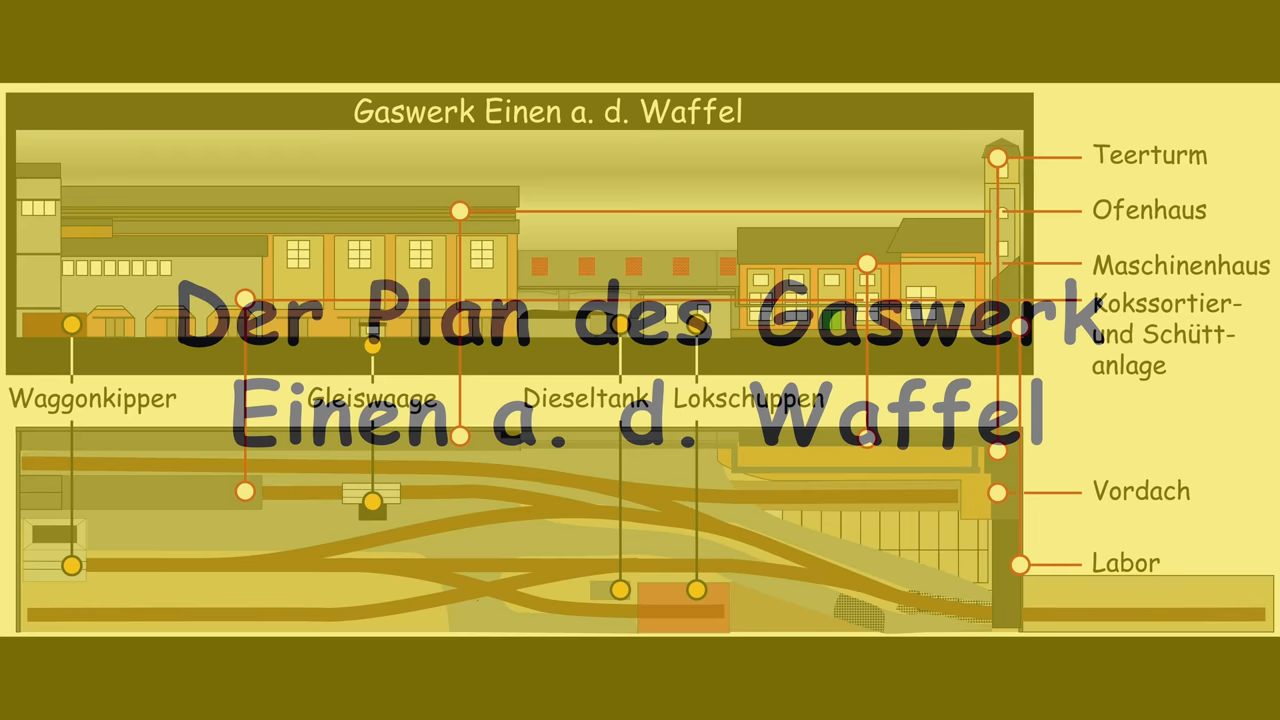 Gaswerk Einen a. d. Waffel
Teerturm
Ofenhaus
Maschinenhaus
Kokssortier-
und Schütt-
anlage
Der Plan des Gaswerk
Einen a. d. Waffel
Waggonkipper
Gleiswaage
Dieseltank
Lokschuppen
Vordach
Labor